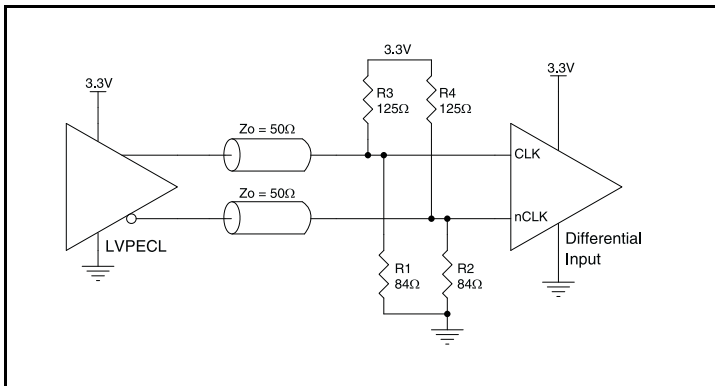 3.3V
3.3V
3.3V
R3
125Ω
R4
125Ω
Zo = 50Ω
CLK
Zo = 50Ω
nCLK
LVPECL
Differential
Input
R1
84Ω
R2
84Ω